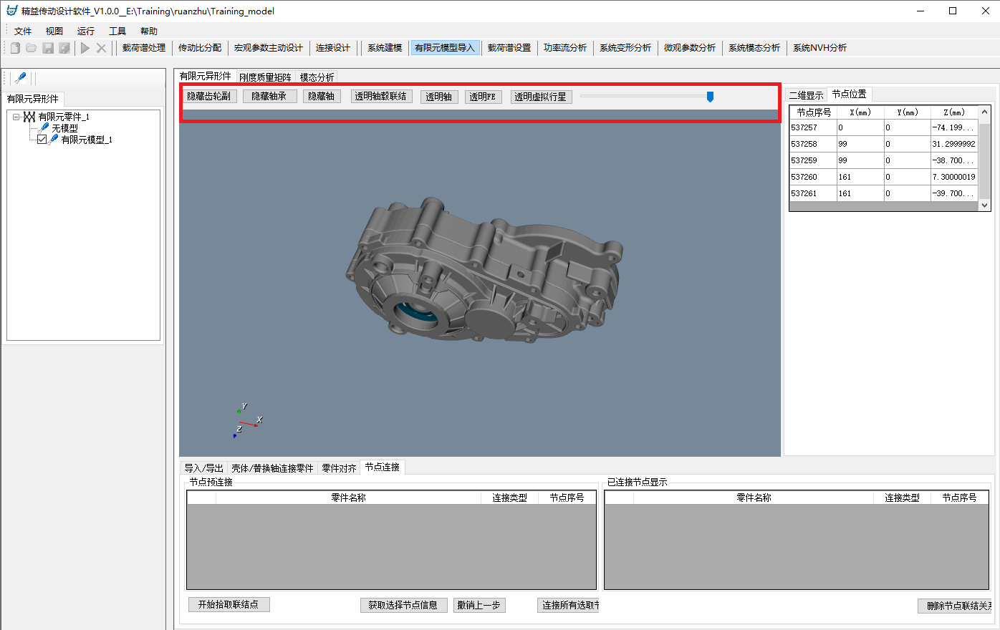 精益传动设计软件_V1.0.0__E:\Training\ruanzhu\Training_model
文件 视图 运行 工具 帮助
载荷谱处理 传动比分配 宏观参数主动设计 连接设计 系统建模 有限元模型导入 载荷谱设置 功率流分析 系统变形分析 微观参数分析 系统模态分析 系统NVH分析
有限元异形件
有限元零件_1
无模型
有限元模型_1
有限元异形件 刚度质量矩阵 模态分析
隐藏齿轮副 隐藏轴承 隐藏轴 透明轴毂联结 透明轴 透明FE 透明虚拟行星
Y
X
Z
二维显示 节点位置
节点序号 X(mm) Y(mm) Z(mm)
537257 0 0 -74.199...
537258 99 0 31.2999992
537259 99 0 -38.700...
537260 161 0 7.30000019
537261 161 0 -39.700...
导入/导出 壳体/替换轴连接零件 零件对齐 节点连接
节点预连接
零件名称 连接类型 节点序号
开始拾取联结点 获取选择节点信息 撤销上一步 连接所有选取节
已连接节点显示
零件名称 连接类型 节点序号
删除节点联结关系